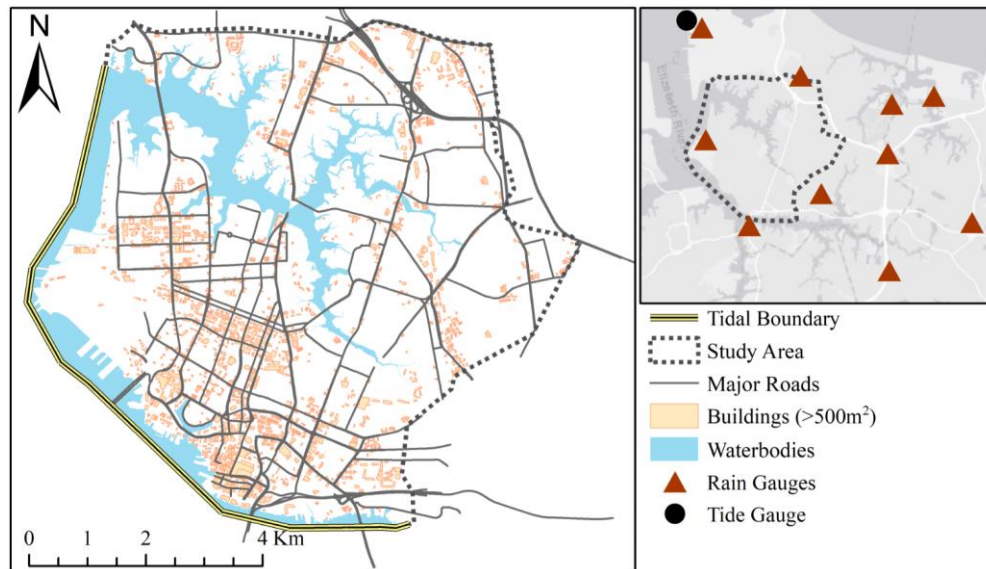 N
Elizabeth River
0 1 2 4 Km
Tidal Boundary
Study Area
Major Roads
Buildings (>500m²)
Waterbodies
Rain Gauges
Tide Gauge